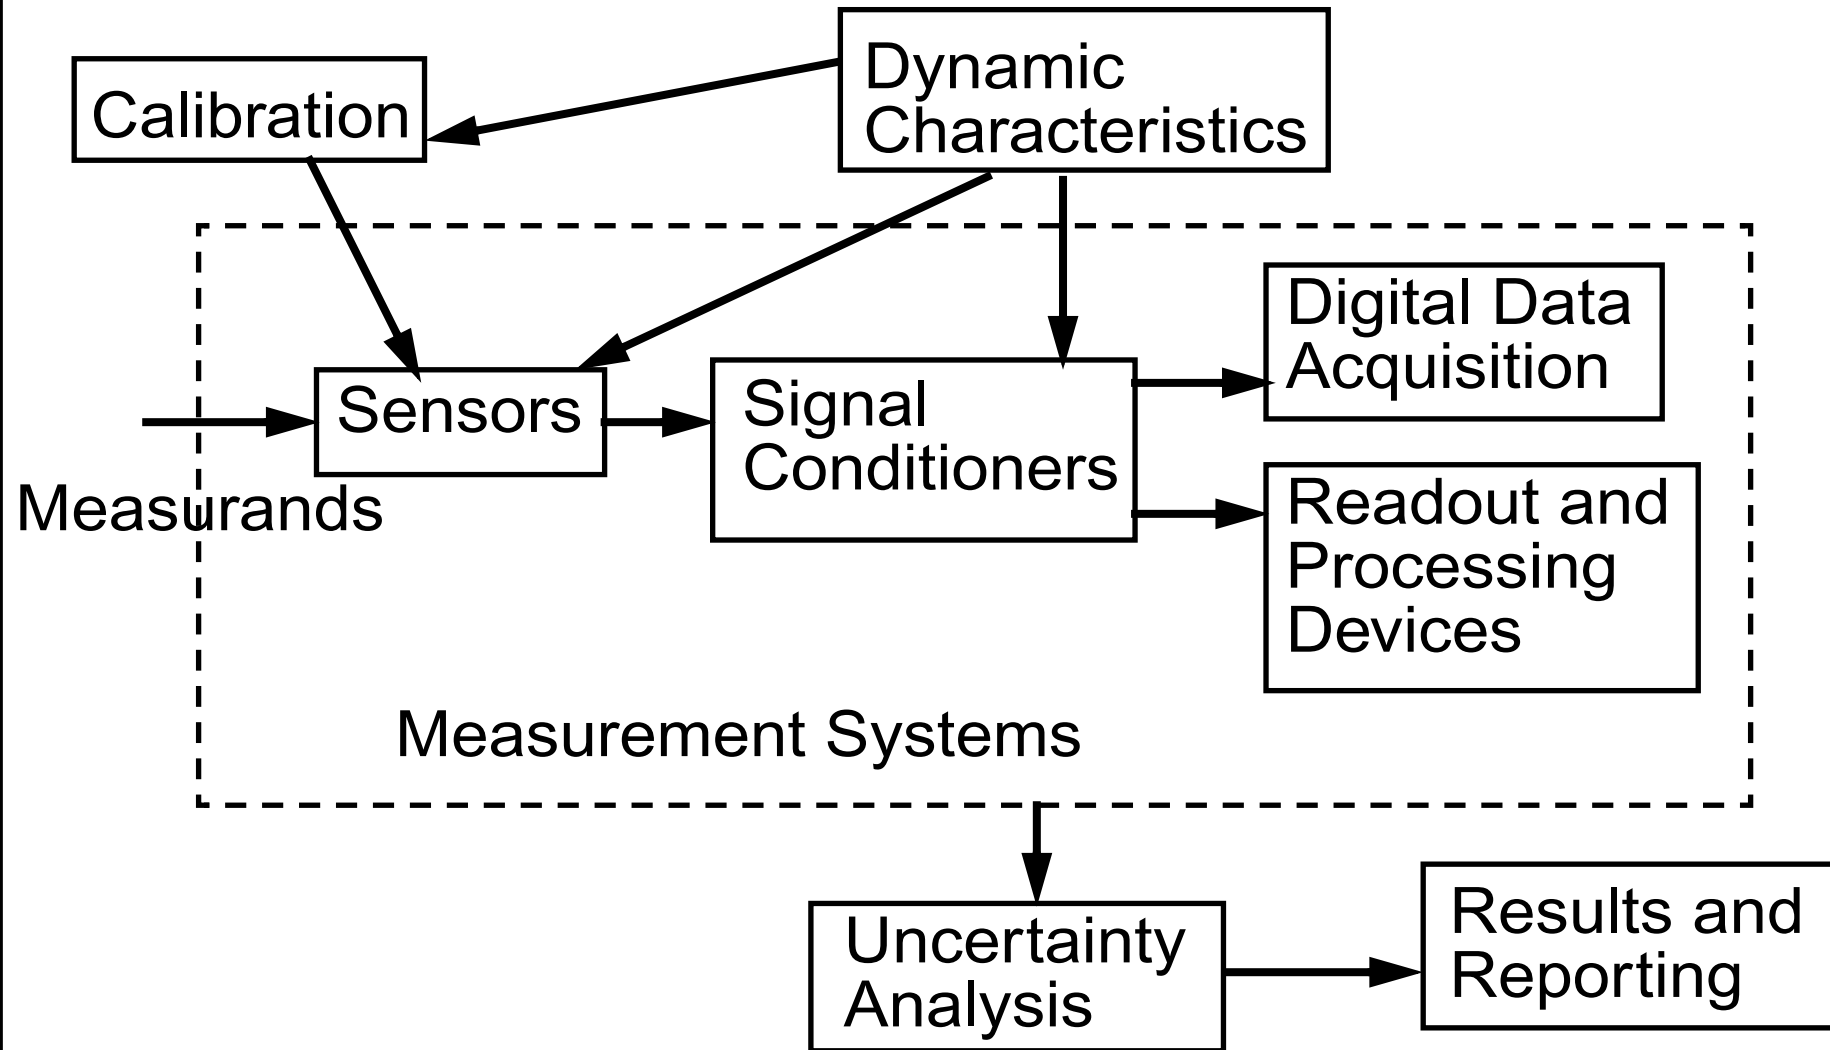 Calibration
Dynamic
Characteristics
Digital Data
Acquisition
Sensors
Signal
Conditioners
Measurands
Readout and
Processing
Devices
Measurement Systems
Uncertainty
Analysis
Results and
Reporting